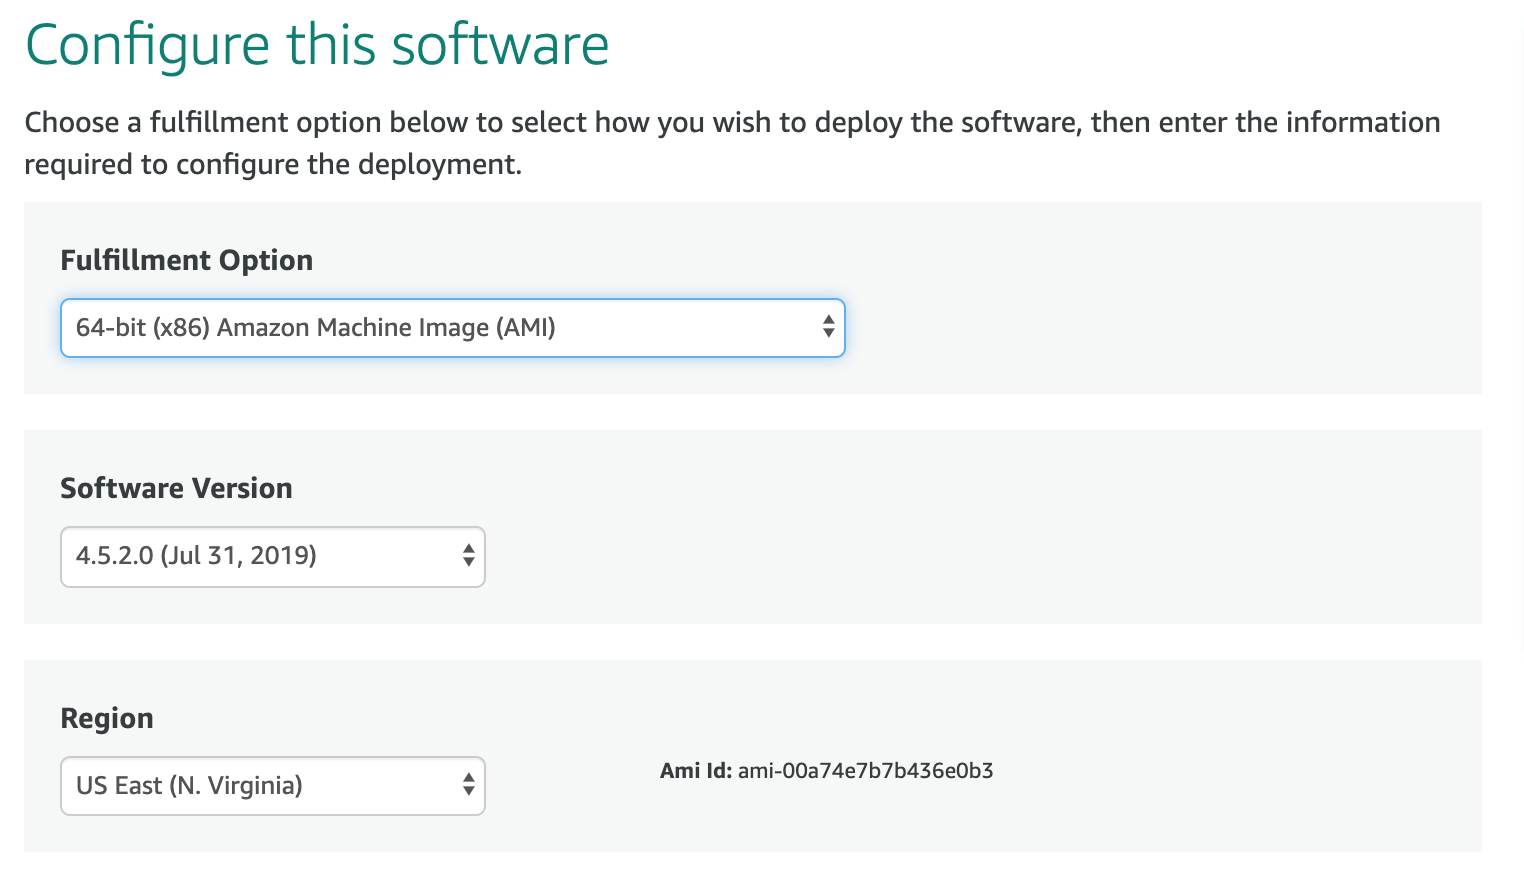 Configure this software
Choose a fulfillment option below to select how you wish to deploy the software, then enter the information
required to configure the deployment.
Fulfillment Option
64-bit (x86) Amazon Machine Image (AMI)
Software Version
4.5.2.0 (Jul 31, 2019)
Region
US East (N. Virginia)
Ami Id: ami-00a74e7b7b436e0b3